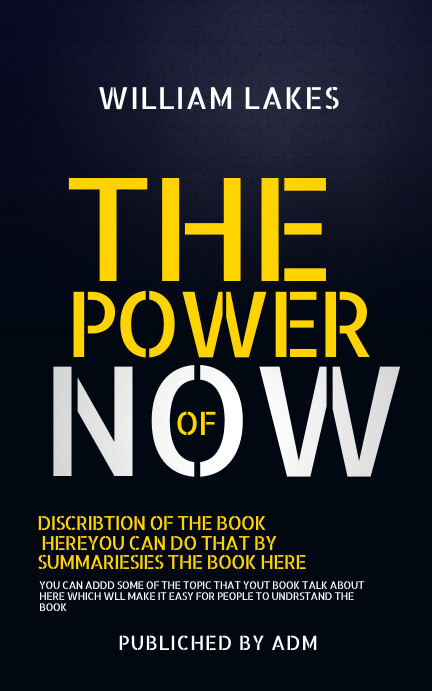 WILLIAM LAKES
THE
POWER
OF
NOW
DISCRIBTION OF THE BOOK
HEREYOU CAN DO THAT BY
SUMMARIESIES THE BOOK HERE
YOU CAN ADDD SOME OF THE TOPIC THAT YOUT BOOK TALK ABOUT
HERE WHICH WLL MAKE IT EASY FOR PEOPLE TO UNDRSTAND THE
BOOK
PUBLICHED BY ADM